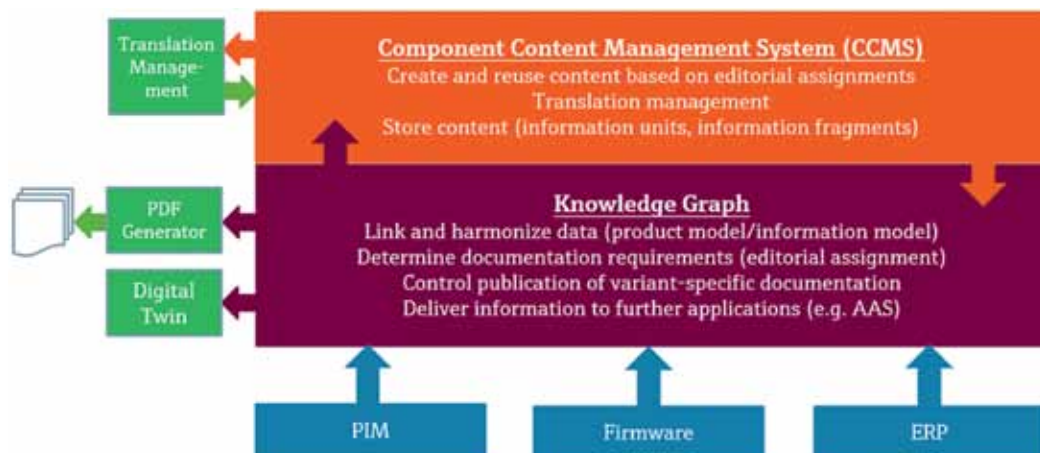 Translation
Manage-
ment
Component Content Management System (CCMS)
Create and reuse content based on editorial assignments
Translation management
Store content (information units, information fragments)
PDF
Generator
Digital
Twin
Knowledge Graph
Link and harmonize data (product model/information model)
Determine documentation requirements (editorial assignment)
Control publication of variant-specific documentation
Deliver information to further applications (e.g. AAS)
PIM
Firmware
ERP